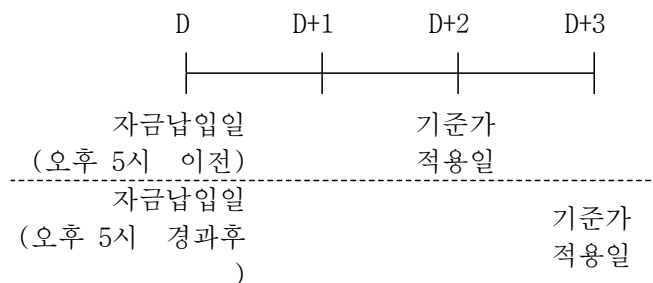 D D+1 D+2 D+3
자금납입일 기준가
(오후 5시 이전) 적용일
자금납입일
(오후 5시 경과후
)
기준가
적용일